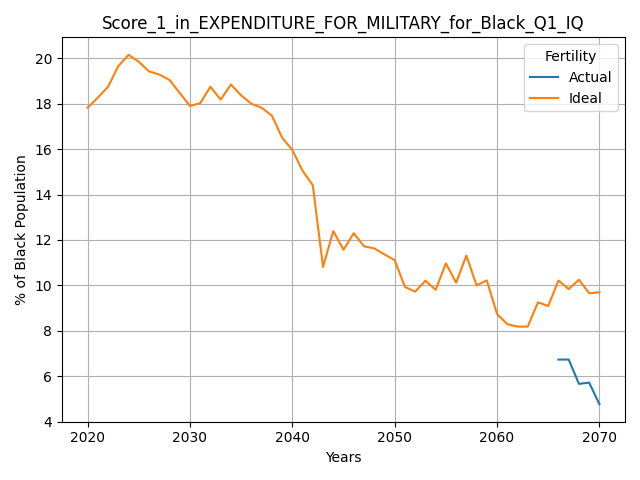 Score_1_in_EXPENDITURE_FOR_MILITARY_for_Black_Q1_IQ
Fertility
Actual
Ideal
% of Black Population
20
18
16
14
12
10
8
6
4
2020 2030 2040 2050 2060 2070
Years